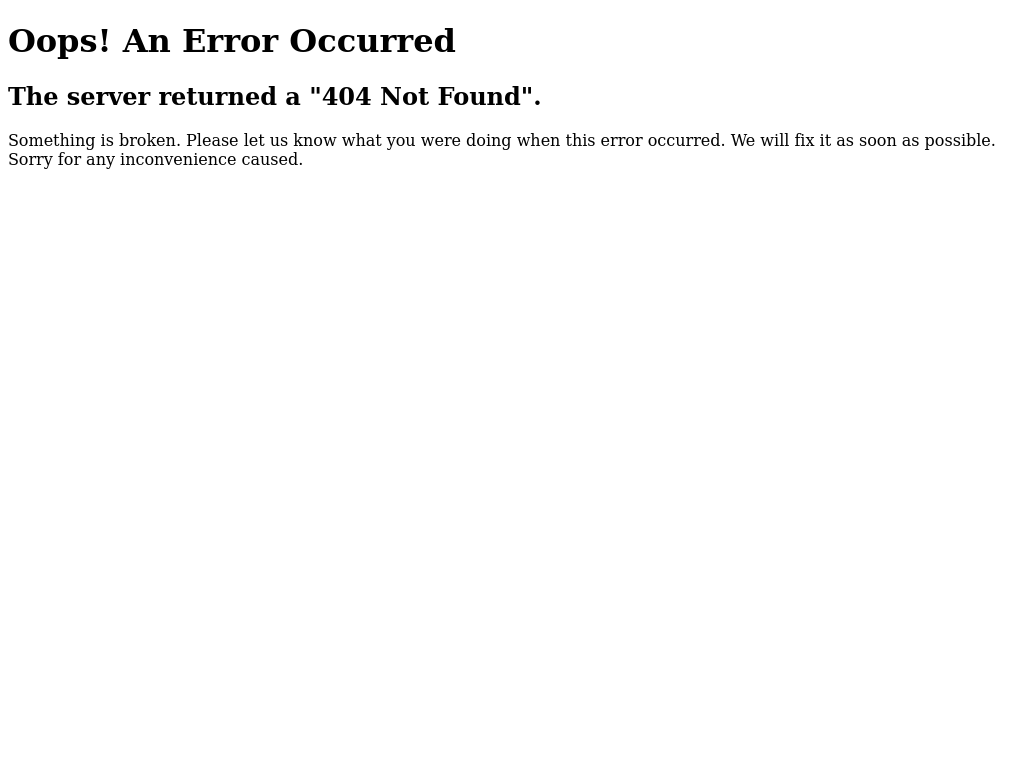 Oops! An Error Occurred
The server returned a "404 Not Found".
Something is broken. Please let us know what you were doing when this error occurred. We will fix it as soon as possible.
Sorry for any inconvenience caused.